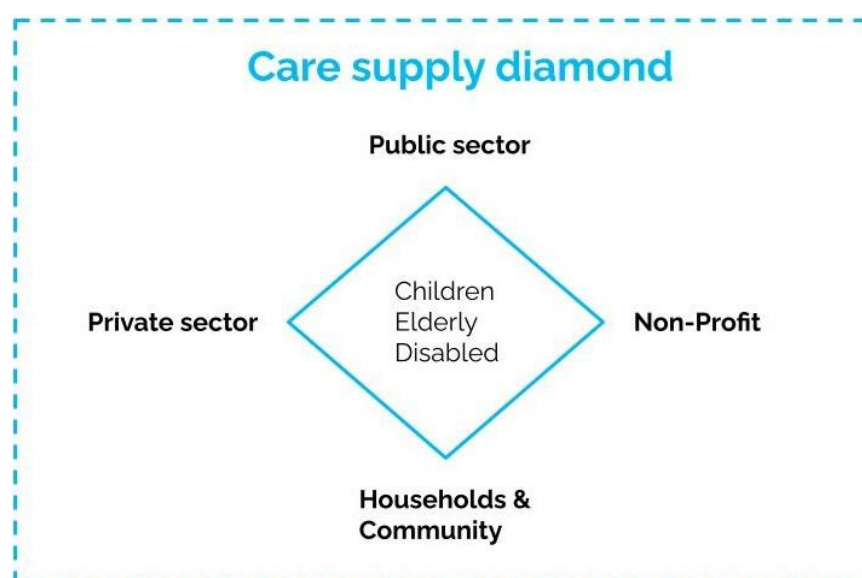 Care supply diamond
Public sector
Private sector
Children
Elderly
Disabled
Non-Profit
Households &
Community